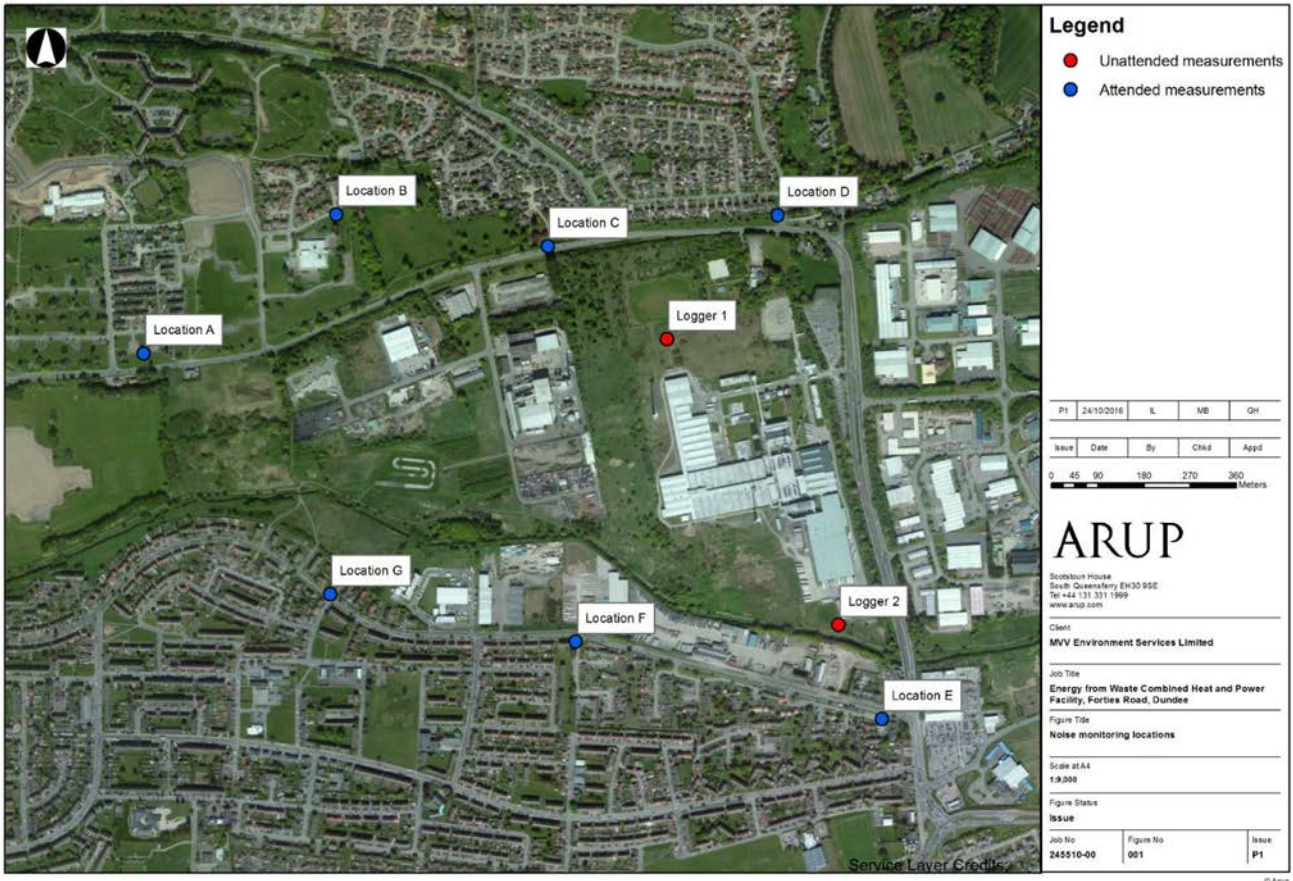 Legend
Unattended measurements
Attended measurements
Location B
Location D
Location C
Location A
Logger 1
Location G
Logger 2
Location F
Location E
Service Layer Credits:
P1 24/10/2016 IL MB GH
Issue Date By Chkd Appd
0 45 90 180 270 360
Meters
ARUP
Scotstoun House
South Queensferry EH30 9SE
Tel +44 131 331 1999
www.arup.com
Client
MVV Environment Services Limited
Job Title
Energy from Waste Combined Heat and Power
Facility, Forties Road, Dundee
Figure Title
Noise monitoring locations
Scale at A4
1:9,000
Figure Status
Issue
Job No Figure No Issue
245510-00 001 P1
© Arup